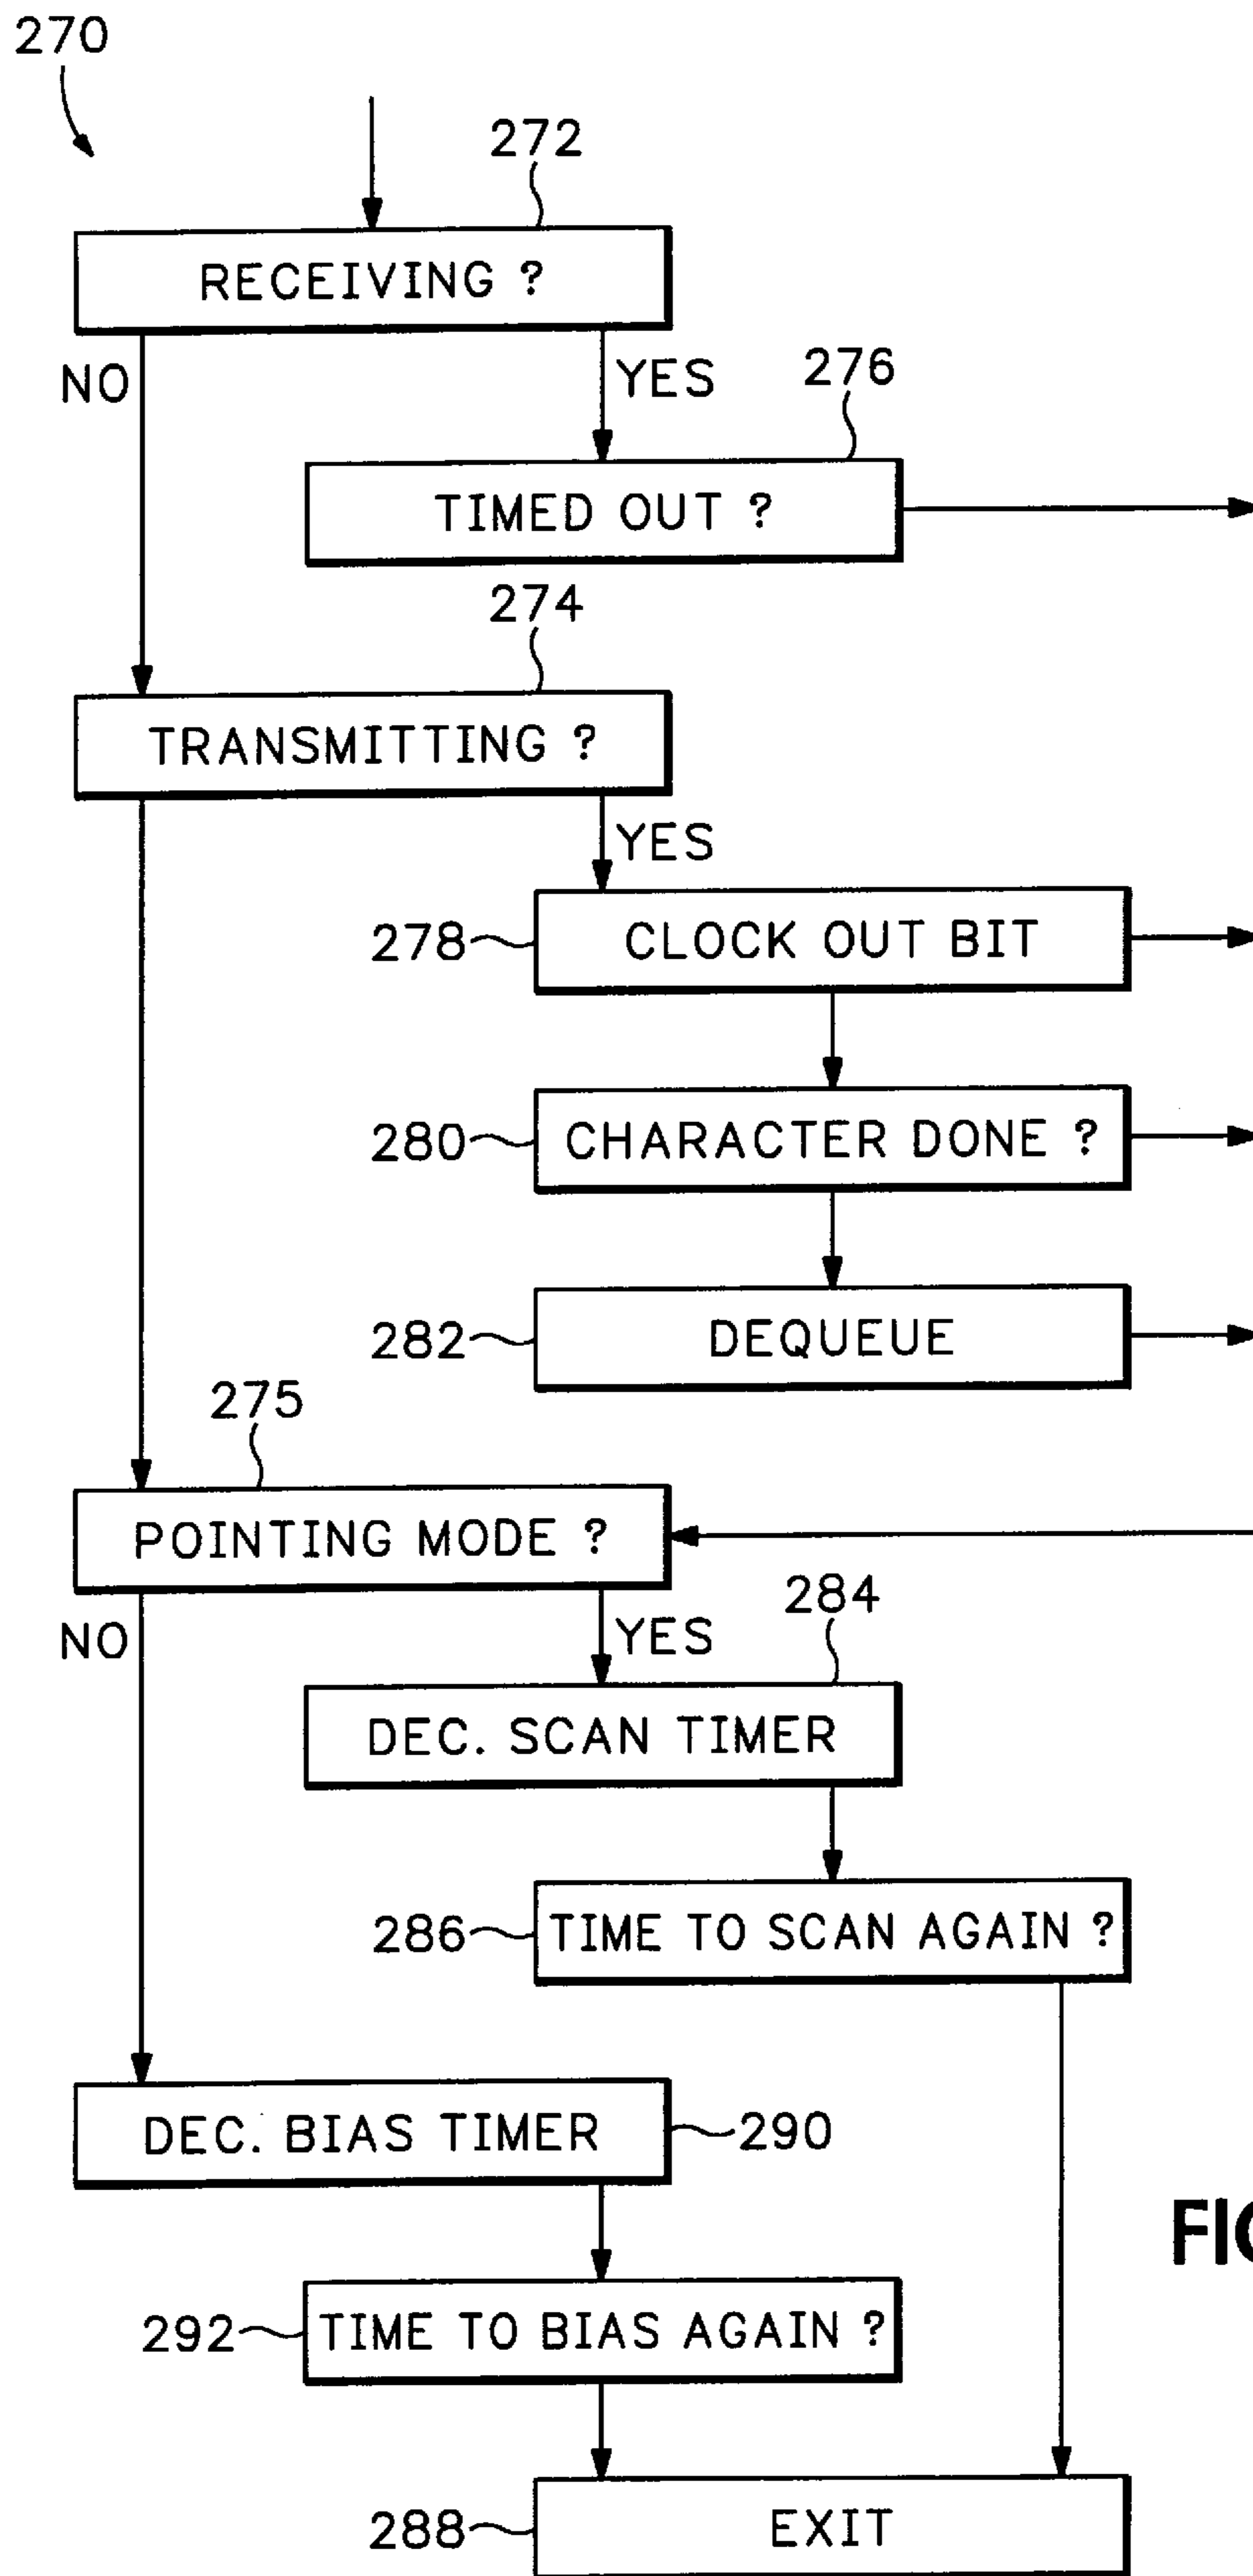 270
272
RECEIVING ?
NO
YES
276
TIMED OUT ?
274
TRANSMITTING ?
YES
278
CLOCK OUT BIT
280
CHARACTER DONE ?
282
DEQUEUE
275
POINTING MODE ?
NO
YES
284
DEC. SCAN TIMER
286
TIME TO SCAN AGAIN ?
DEC. BIAS TIMER
290
292
TIME TO BIAS AGAIN ?
288
EXIT